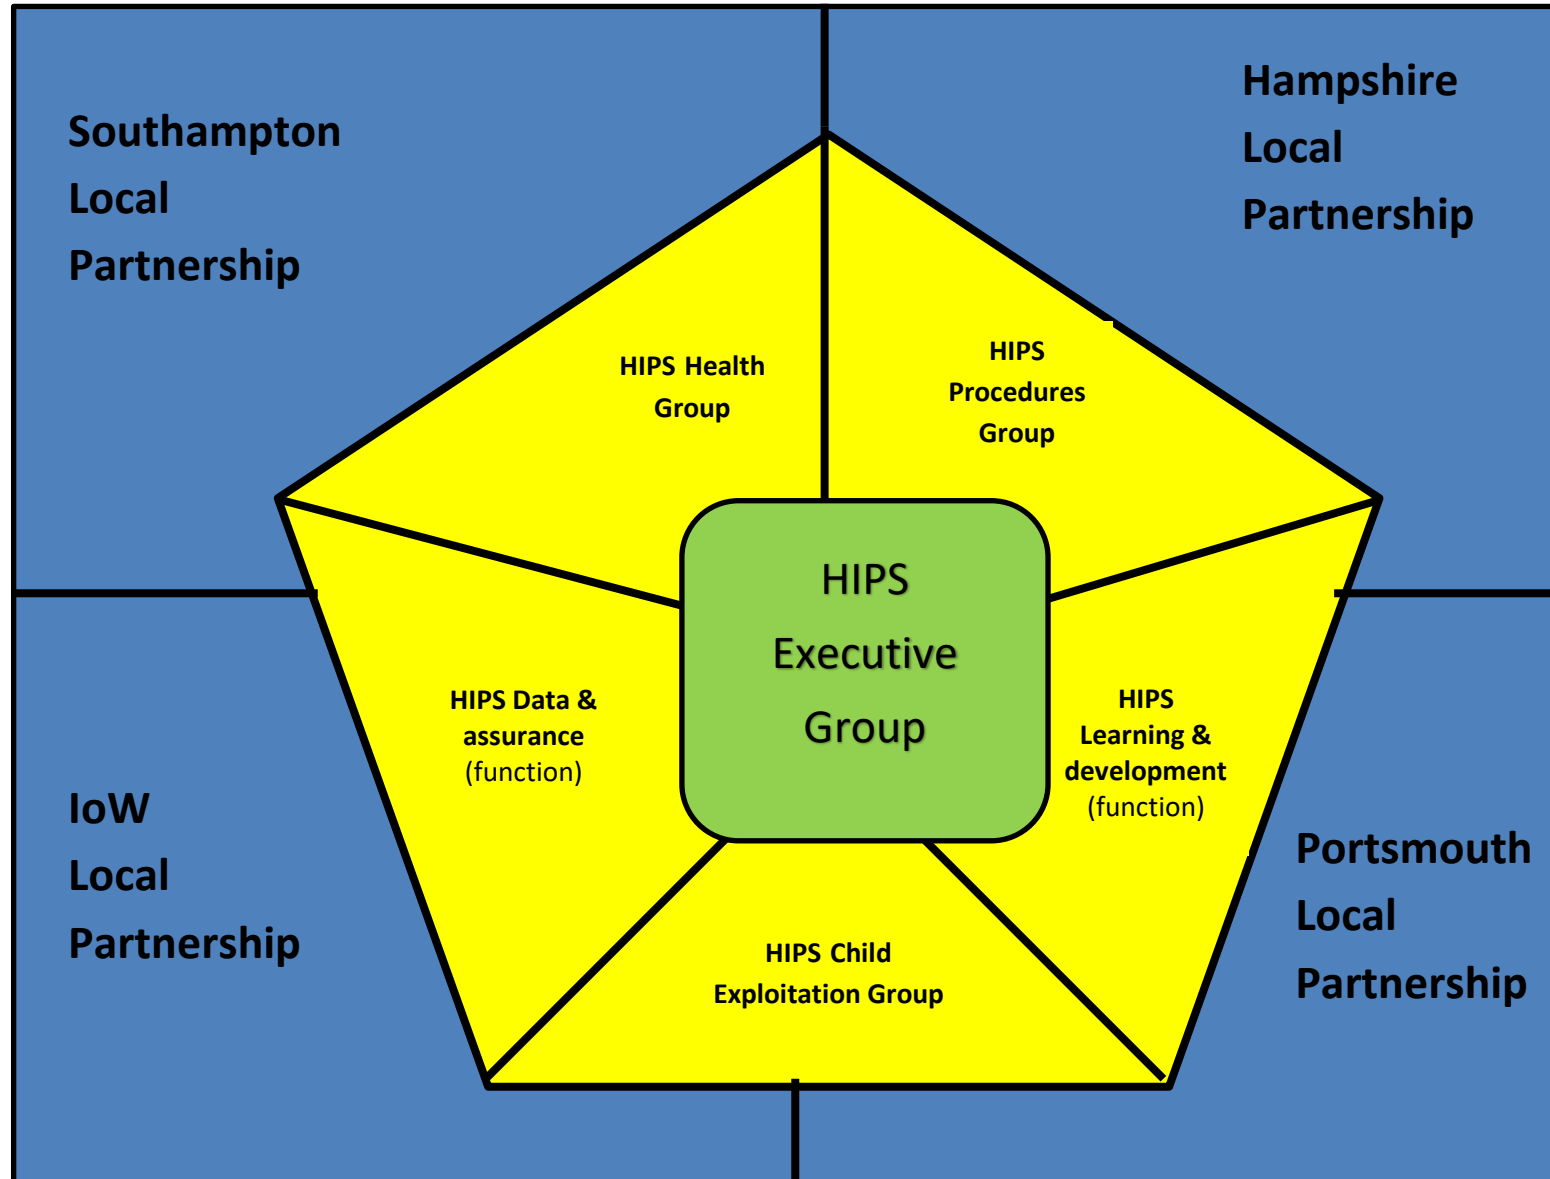 Southampton
Local
Partnership
Hampshire
Local
Partnership
HIPS Health
Group
HIPS
Procedures
Group
HIPS
Executive
Group
HIPS Data &
assurance
(function)
HIPS
Learning &
development
(function)
IoW
Local
Partnership
Portsmouth
Local
Partnership
HIPS Child
Exploitation Group